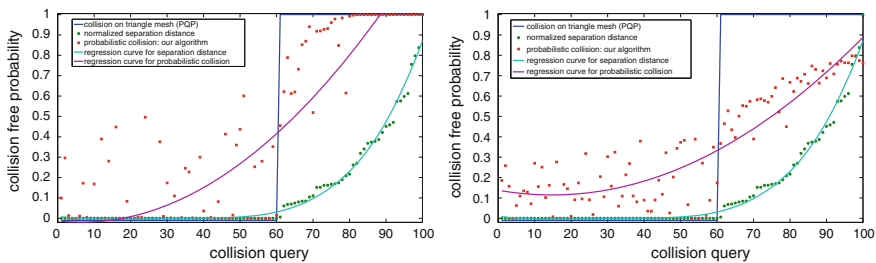 collision free probability
1
0.9
0.8
0.7
0.6
0.5
0.4
0.3
0.2
0.1
0
collision on triangle mesh (PQP)
normalized separation distance
probabilistic collision: our algorithm
regression curve for separation distance
regression curve for probabilistic collision
0 10 20 30 40 50 60 70 80 90 100
collision query
collision free probability
1
0.9
0.8
0.7
0.6
0.5
0.4
0.3
0.2
0.1
0
collision on triangle mesh (PQP)
normalized separation distance
probabilistic collision: our algorithm
regression curve for separation distance
regression curve for probabilistic collision
0 10 20 30 40 50 60 70 80 90 100
collision query